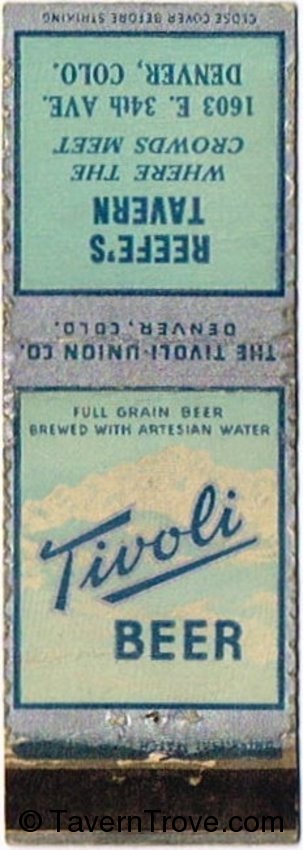 CLOSE COVER BEFORE STRIKING
REEFE'S
TAVERN
WHERE THE
CROWDS MEET
1603 E. 34th AVE.
DENVER, COLO.
THE TIVOLI-UNION CO.
DENVER, COLO.
FULL GRAIN BEER
BREWED WITH ARTESIAN WATER
Tivoli
BEER
© TavernTrove.com